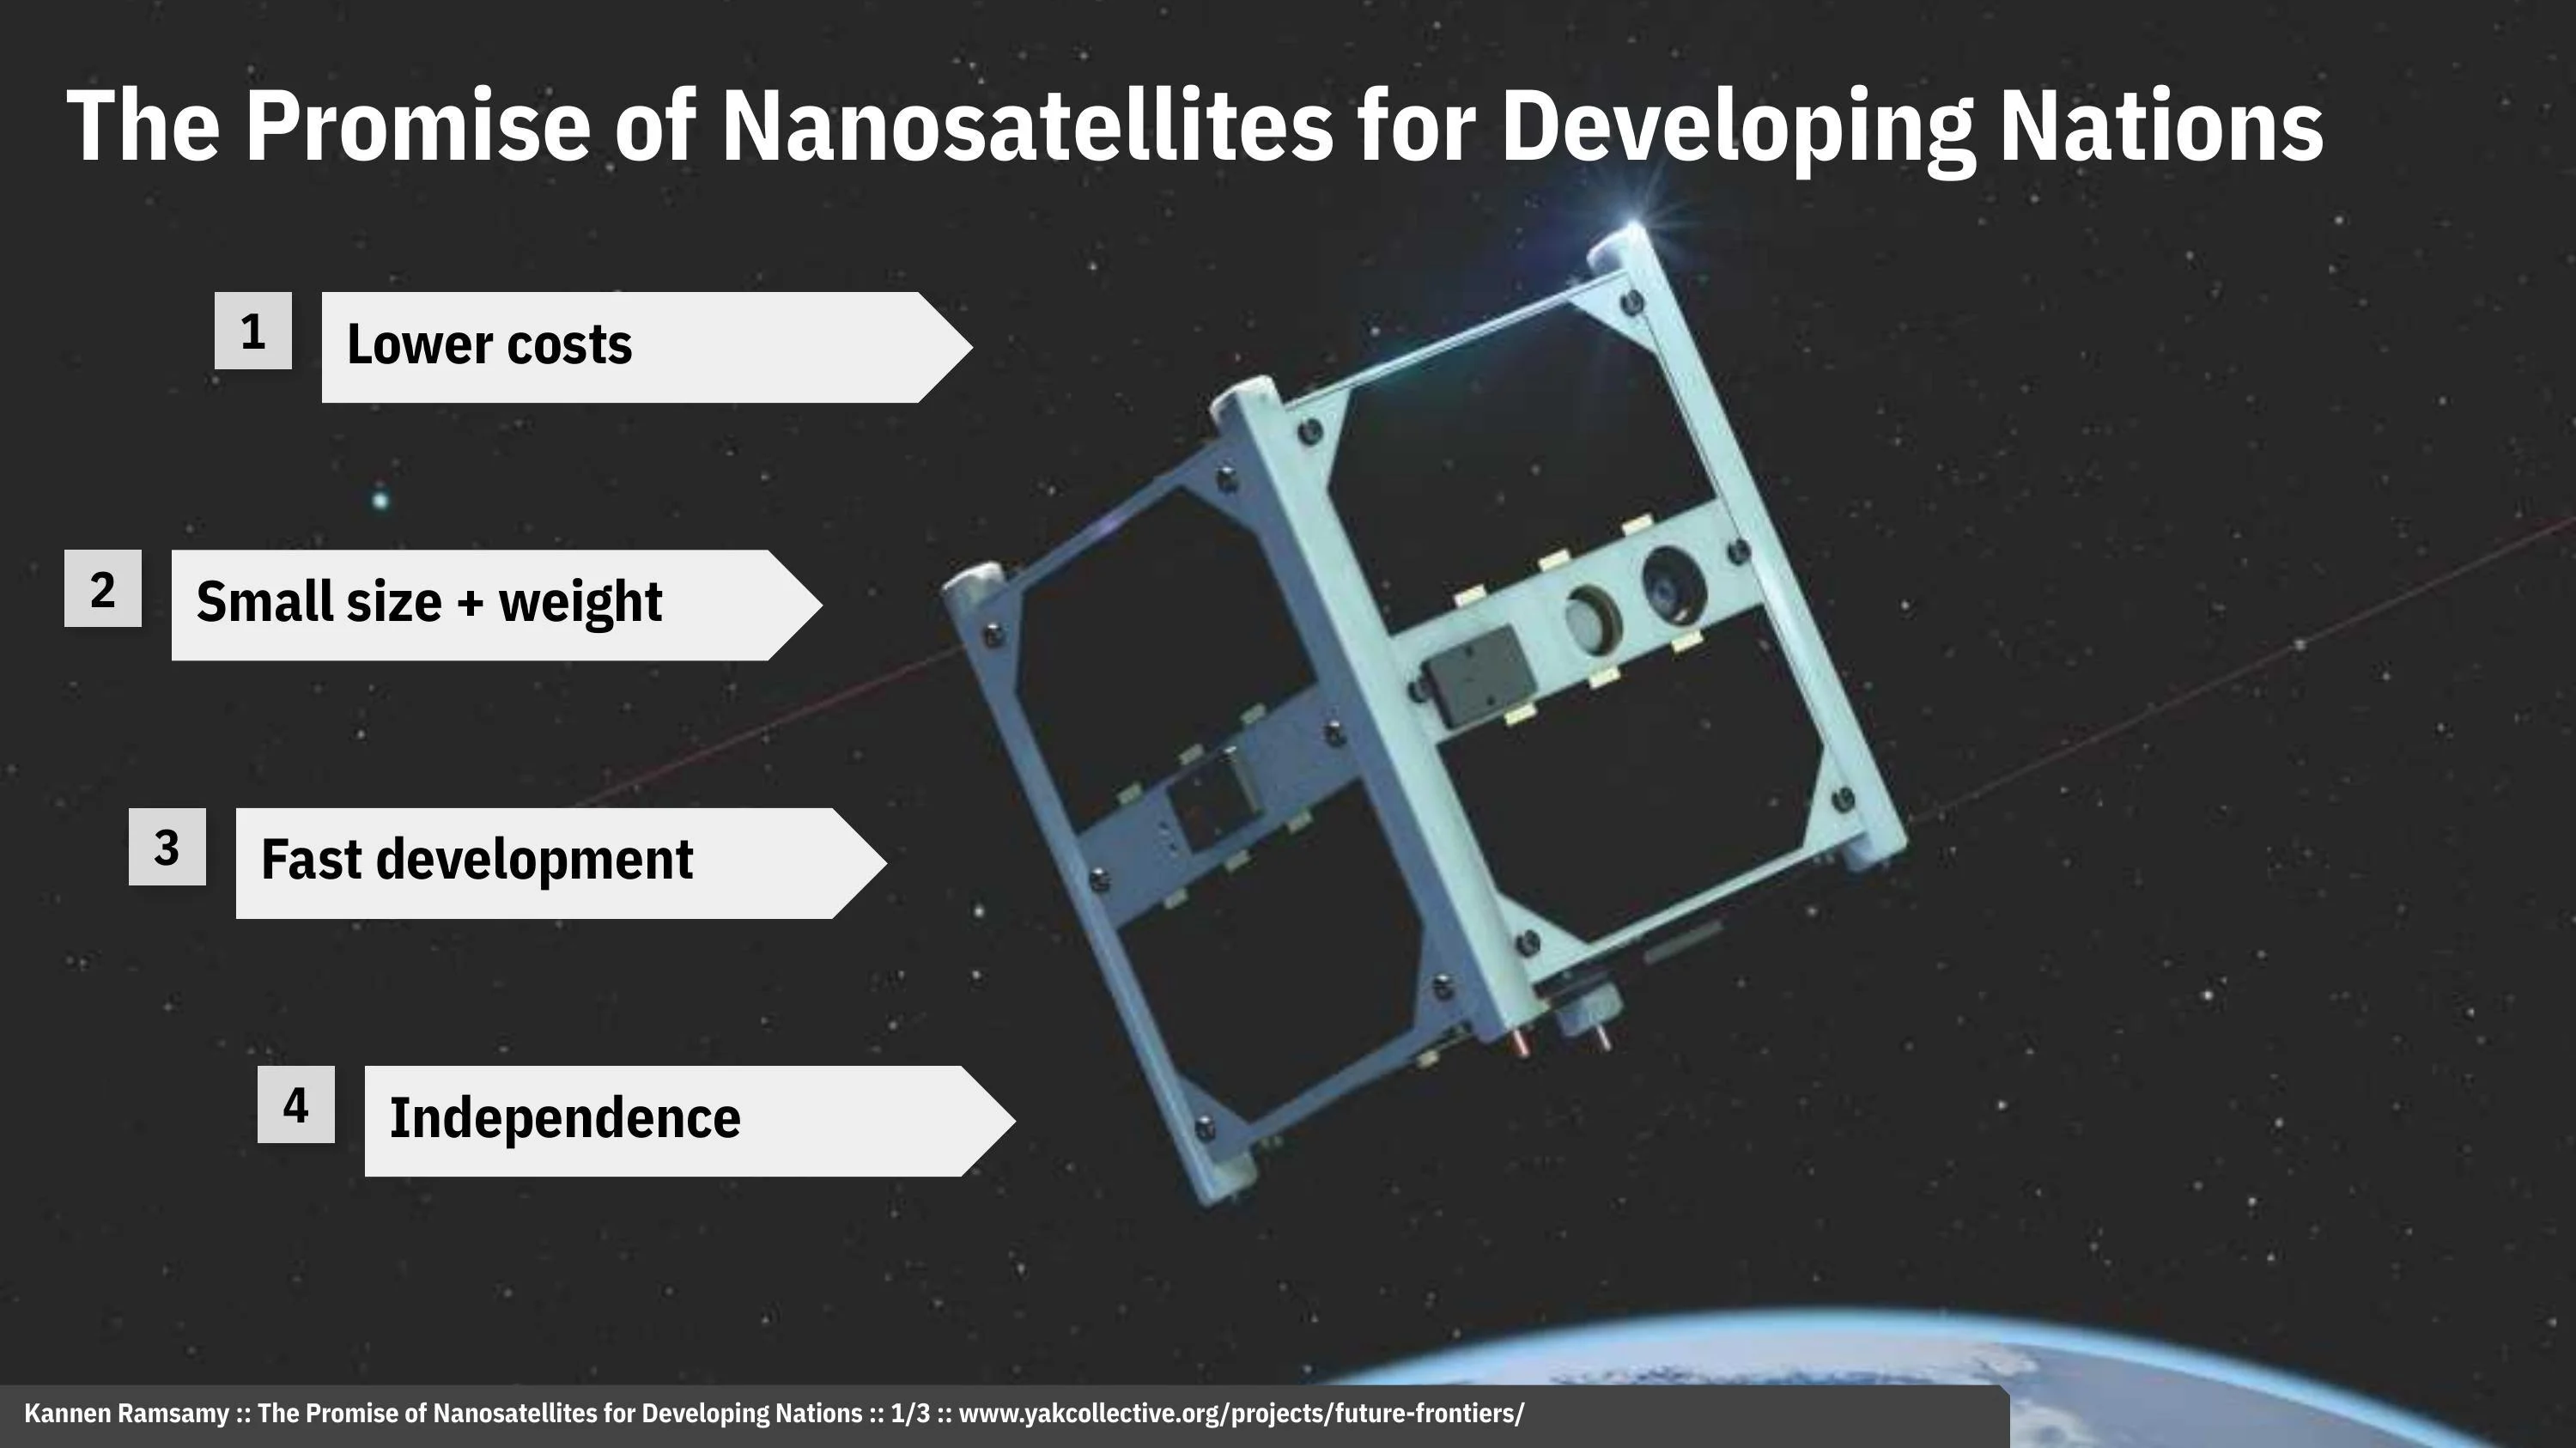 The Promise of Nanosatellites for Developing Nations
1
Lower costs
2
Small size + weight
3
Fast development
4
Independence
Kannen Ramsamy :: The Promise of Nanosatellites for Developing Nations :: 1/3 :: www.yakcollective.org/projects/future-frontiers/